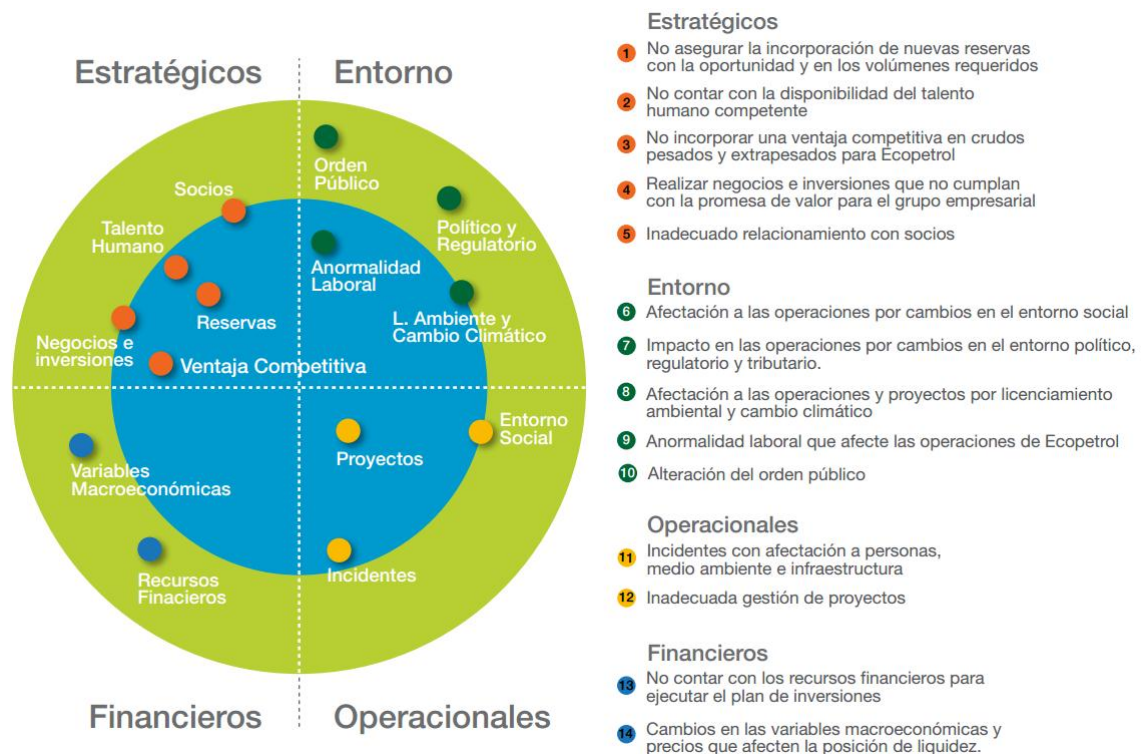 Estratégicos
Entorno
Orden
Público
Socios
Político y
Regulatorio
Talento
Humano
Anormalidad
Laboral
Reservas
L. Ambiente y
Cambio Climático
Negocios e
inversiones
Ventaja Competitiva
Entorno
Social
Proyectos
Variables
Macroeconómicas
Incidentes
Recursos
Finacieros
Financieros
Operacionales
Estratégicos
1 No asegurar la incorporación de nuevas reservas
con la oportunidad y en los volúmenes requeridos
2 No contar con la disponibilidad del talento
humano competente
3 No incorporar una ventaja competitiva en crudos
pesados y extrapesados para Ecopetrol
4 Realizar negocios e inversiones que no cumplan
con la promesa de valor para el grupo empresarial
5 Inadecuado relacionamiento con socios
Entorno
6 Afectación a las operaciones por cambios en el entorno social
7 Impacto en las operaciones por cambios en el entorno político,
regulatorio y tributario.
8 Afectación a las operaciones y proyectos por licenciamiento
ambiental y cambio climático
9 Anormalidad laboral que afecte las operaciones de Ecopetrol
10 Alteración del orden público
Operacionales
11 Incidentes con afectación a personas,
medio ambiente e infraestructura
12 Inadecuada gestión de proyectos
Financieros
13 No contar con los recursos financieros para
ejecutar el plan de inversiones
14 Cambios en las variables macroeconómicas y
precios que afecten la posición de liquidez.